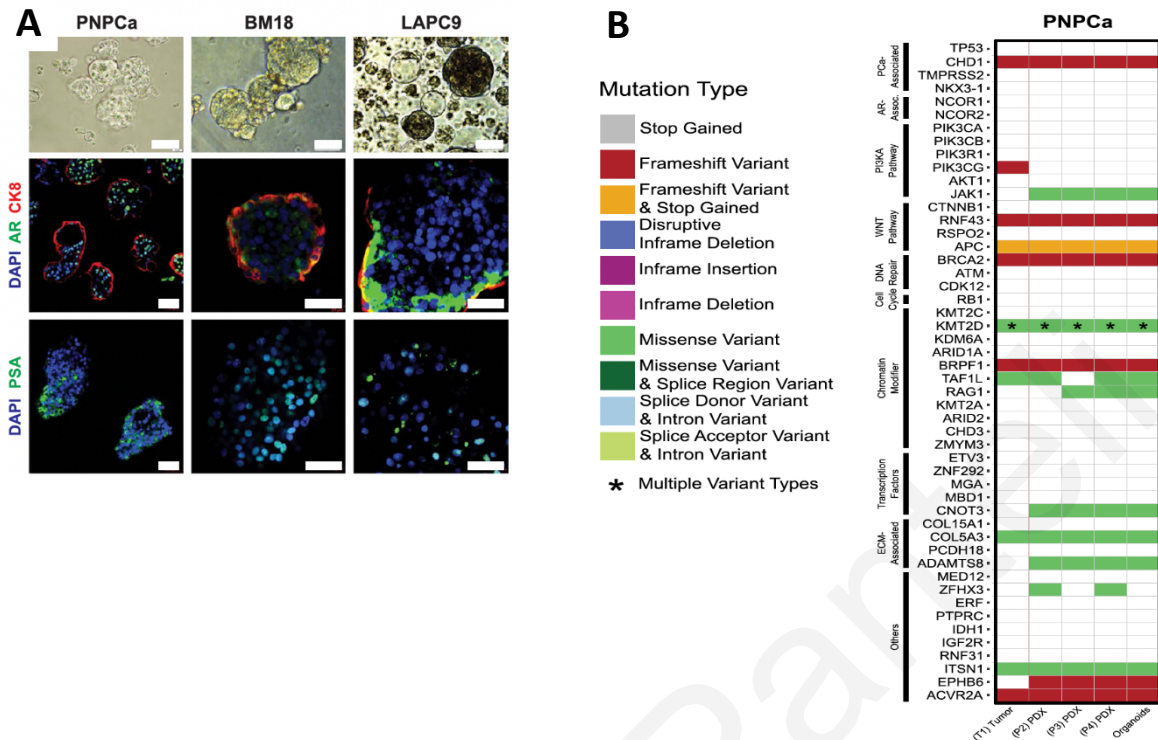 A
PNPCa
BM18
LAPC9
DAPI AR CK8
DAPI PSA
B
PNPCa
Mutation Type
Stop Gained
Frameshift Variant
Frameshift Variant
& Stop Gained
Disruptive
Inframe Deletion
Inframe Insertion
Inframe Deletion
Missense Variant
Missense Variant
& Splice Region Variant
Splice Donor Variant
& Intron Variant
Splice Acceptor Variant
& Intron Variant
* Multiple Variant Types
PCa-
Associated
TP53
CHD1
TMPRSS2
NKX3-1
AR-
Assoc.
NCOR1
NCOR2
PI3KA
Pathway
PIK3CA
PIK3CB
PIK3R1
PIK3CG
AKT1
JAK1
WNT
Pathway
CTNNB1
RNF43
RSPO2
APC
DNA
Repair
BRCA2
ATM
CDK12
Cell
Cycle
RB1
Chromatin
Modifier
KMT2C
KMT2D
* * * * *
KDM6A
ARID1A
BRPF1
TAF1L
RAG1
KMT2A
ARID2
CHD3
ZMYM3
Transcription
Factors
ETV3
ZNF292
MGA
MBD1
CNOT3
ECM-
Associated
COL15A1
COL5A3
PCDH18
ADAMTS8
Others
MED12
ZFHX3
ERF
PTPRC
IDH1
IGF2R
RNF31
ITSN1
EPHB6
ACVR2A
(T1) Tumor
(P2) PDX
(P3) PDX
(P4) PDX
Organoids